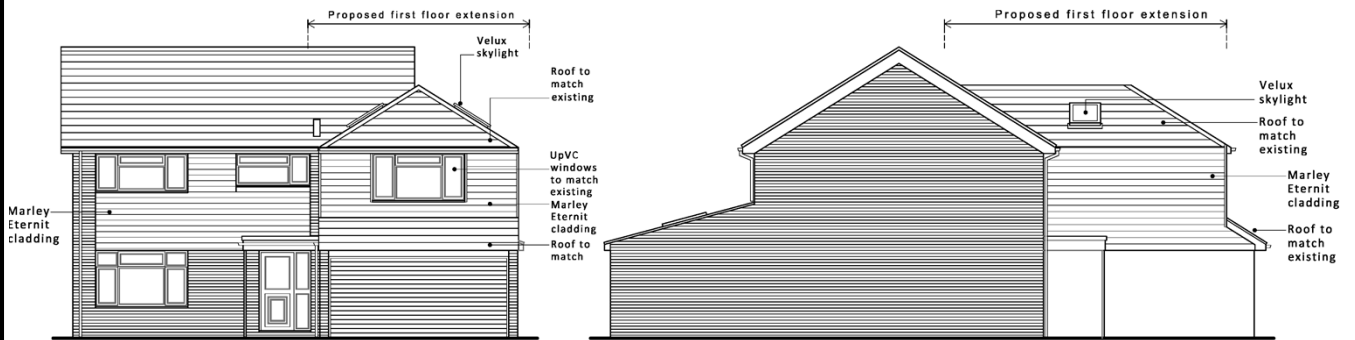 Proposed first floor extension
Velux
skylight
Roof to
match
existing
UpVC
windows
to match
existing
Marley
Eternit
cladding
Roof to
match
Marley
Eternit
cladding
Proposed first floor extension
Velux
skylight
Roof to
match
existing
Marley
Eternit
cladding
Roof to
match
existing